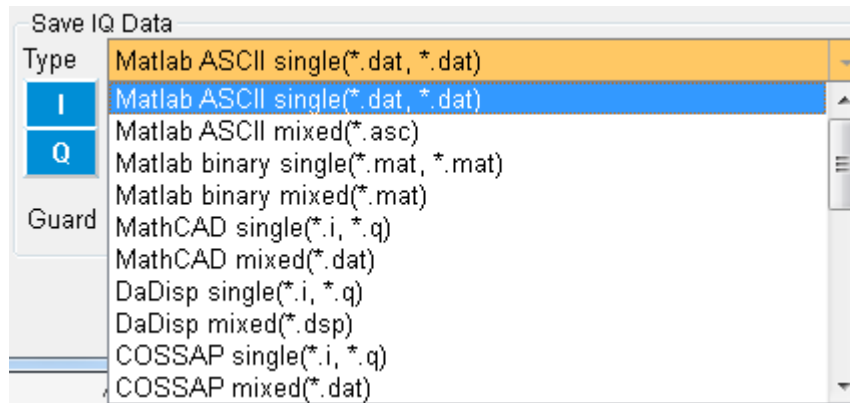 Save IQ Data
Type Matlab ASCII single(*.dat, *.dat)
I Matlab ASCII single(*.dat, *.dat)
Matlab ASCII mixed(*.asc)
Q Matlab binary single(*.mat, *.mat)
Matlab binary mixed(*.mat)
Guard MathCAD single(*.i, *.q)
MathCAD mixed(*.dat)
DaDisp single(*.i, *.q)
DaDisp mixed(*.dsp)
COSSAP single(*.i, *.q)
COSSAP mixed(*.dat)